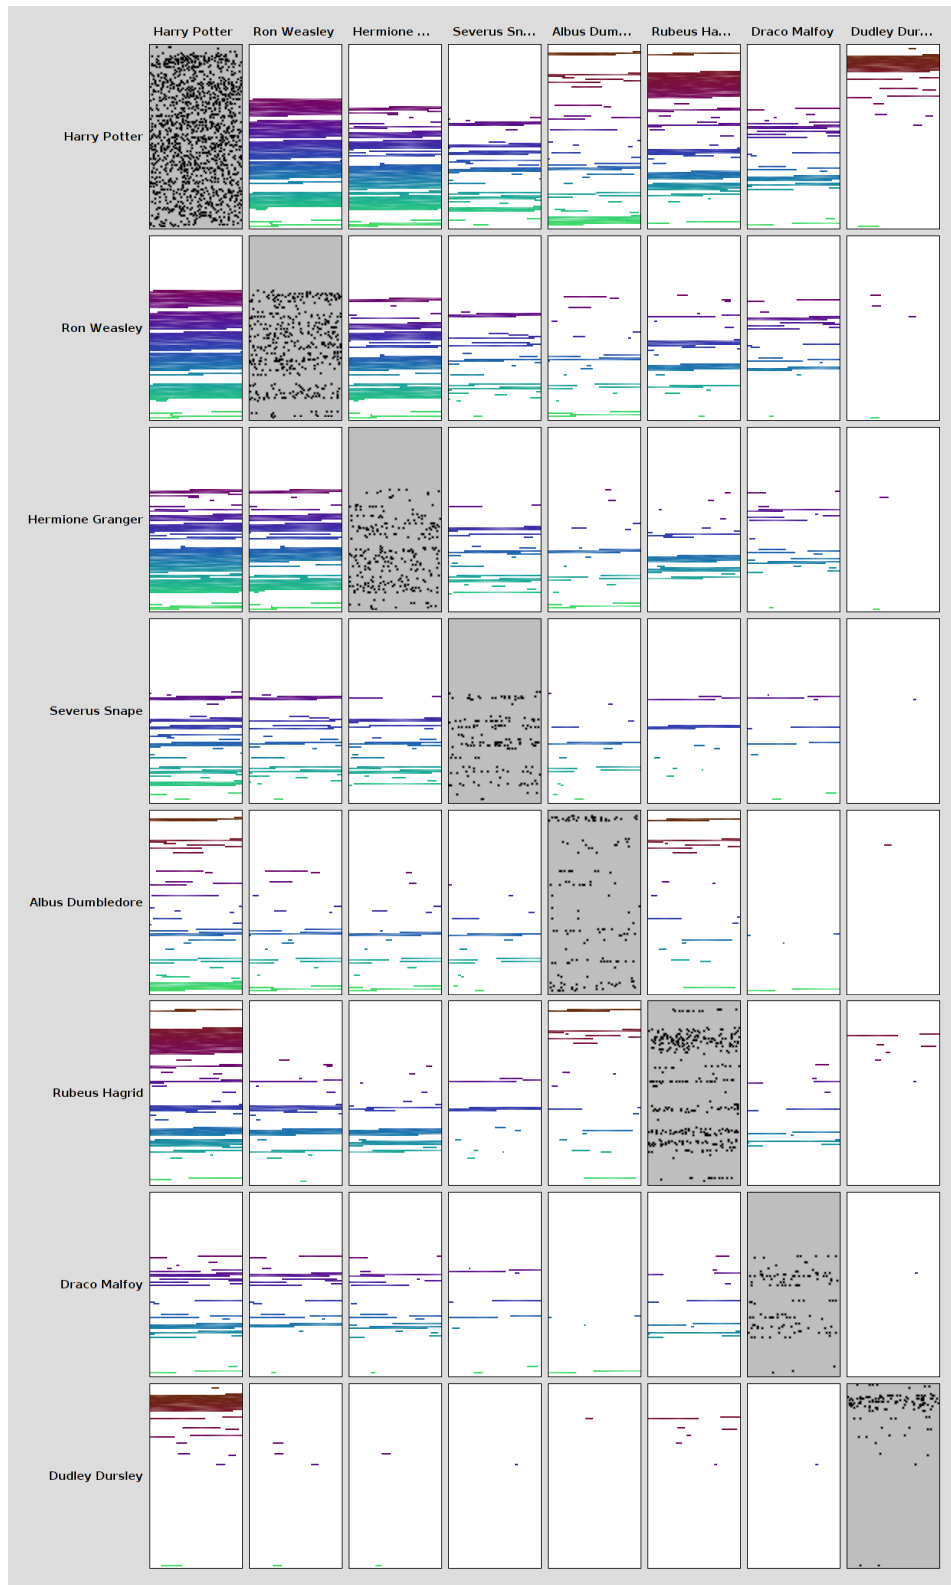 Harry Potter Ron Weasley Hermione ... Severus Sn... Albus Dum... Rubeus Ha... Draco Malfoy Dudley Dur...
Harry Potter
Ron Weasley
Hermione Granger
Severus Snape
Albus Dumbledore
Rubeus Hagrid
Draco Malfoy
Dudley Dursley